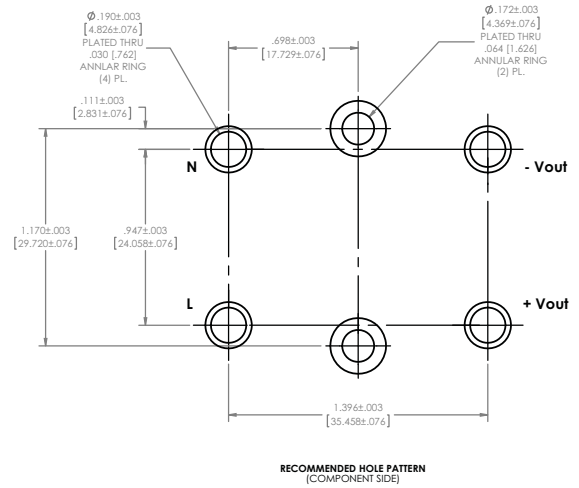 Ø.190±.003
[4.826±.076]
PLATED THRU
.030 [.762]
ANNLAR RING
(4) PL.
Ø.172±.003
[4.369±.076]
PLATED THRU
.064 [1.626]
ANNULAR RING
(2) PL.
.698±.003
[17.729±.076]
.111±.003
[2.831±.076]
N
- Vout
1.170±.003
[29.720±.076]
.947±.003
[24.058±.076]
L
+ Vout
1.396±.003
[35.458±.076]
RECOMMENDED HOLE PATTERN
(COMPONENT SIDE)